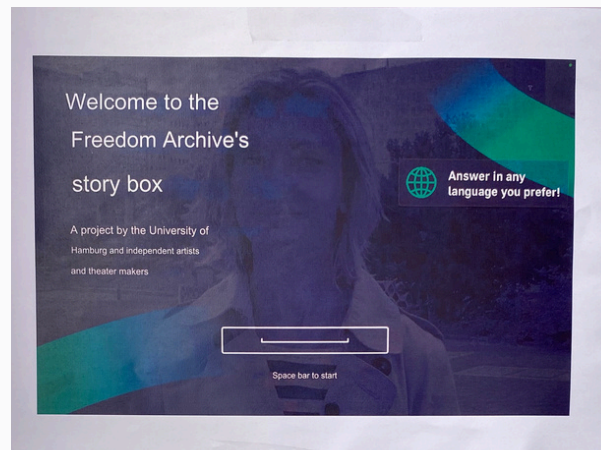 Welcome to the
Freedom Archive's
story box
A project by the University of
Hamburg and independent artists
and theater makers
Answer in any
language you prefer!
Space bar to start